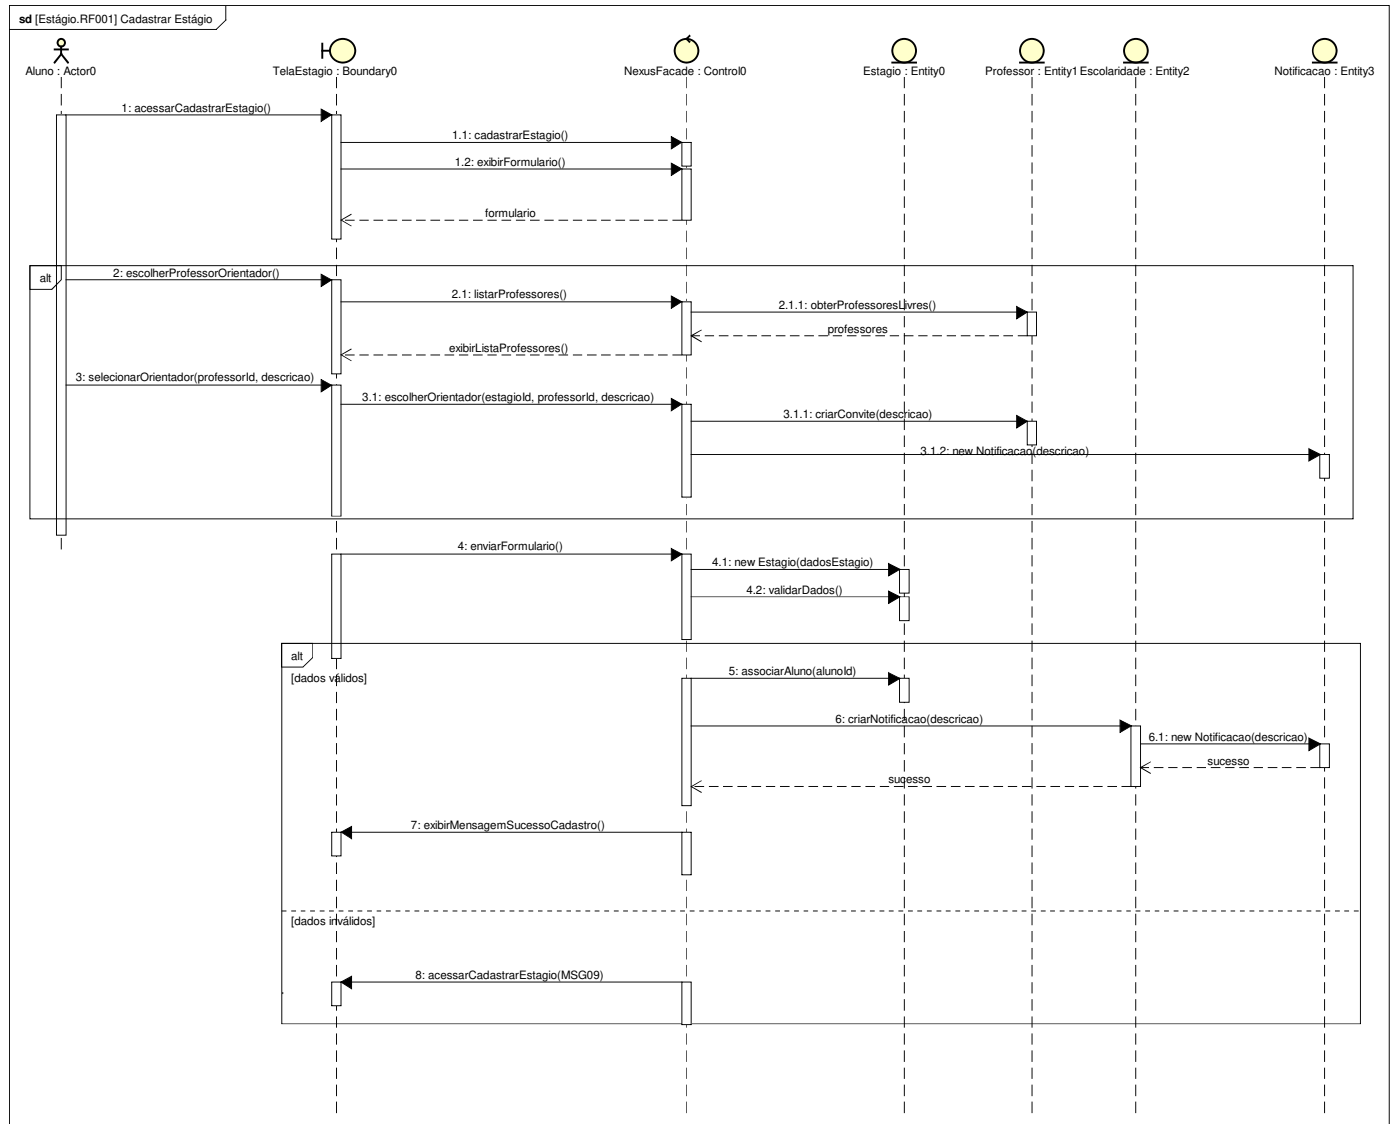 sd [Estágio.RF001] Cadastrar Estágio
Aluno : Actor0
TelaEstagio : Boundary0
NexusFacade : Control0
Estagio : Entity0
Professor : Entity1
Escolaridade : Entity2
Notificacao : Entity3
1: acessarCadastrarEstagio()
1.1: cadastrarEstagio()
1.2: exibirFormulario()
formulario
alt
2: escolherProfessorOrientador()
2.1: listarProfessores()
2.1.1: obterProfessoresLivres()
professores
exibirListaProfessores()
3: selecionarOrientador(professorId, descricao)
3.1: escolherOrientador(estagioId, professorId, descricao)
3.1.1: criarConvite(descricao)
3.1.2: new Notificacao(descricao)
4: enviarFormulario()
4.1: new Estagio(dadosEstagio)
4.2: validarDados()
alt
[dados válidos]
5: associarAluno(alunoId)
6: criarNotificacao(descricao)
6.1: new Notificacao(descricao)
sucesso
sucesso
7: exibirMensagemSucessoCadastro()
[dados inválidos]
8: acessarCadastrarEstagio(MSG09)